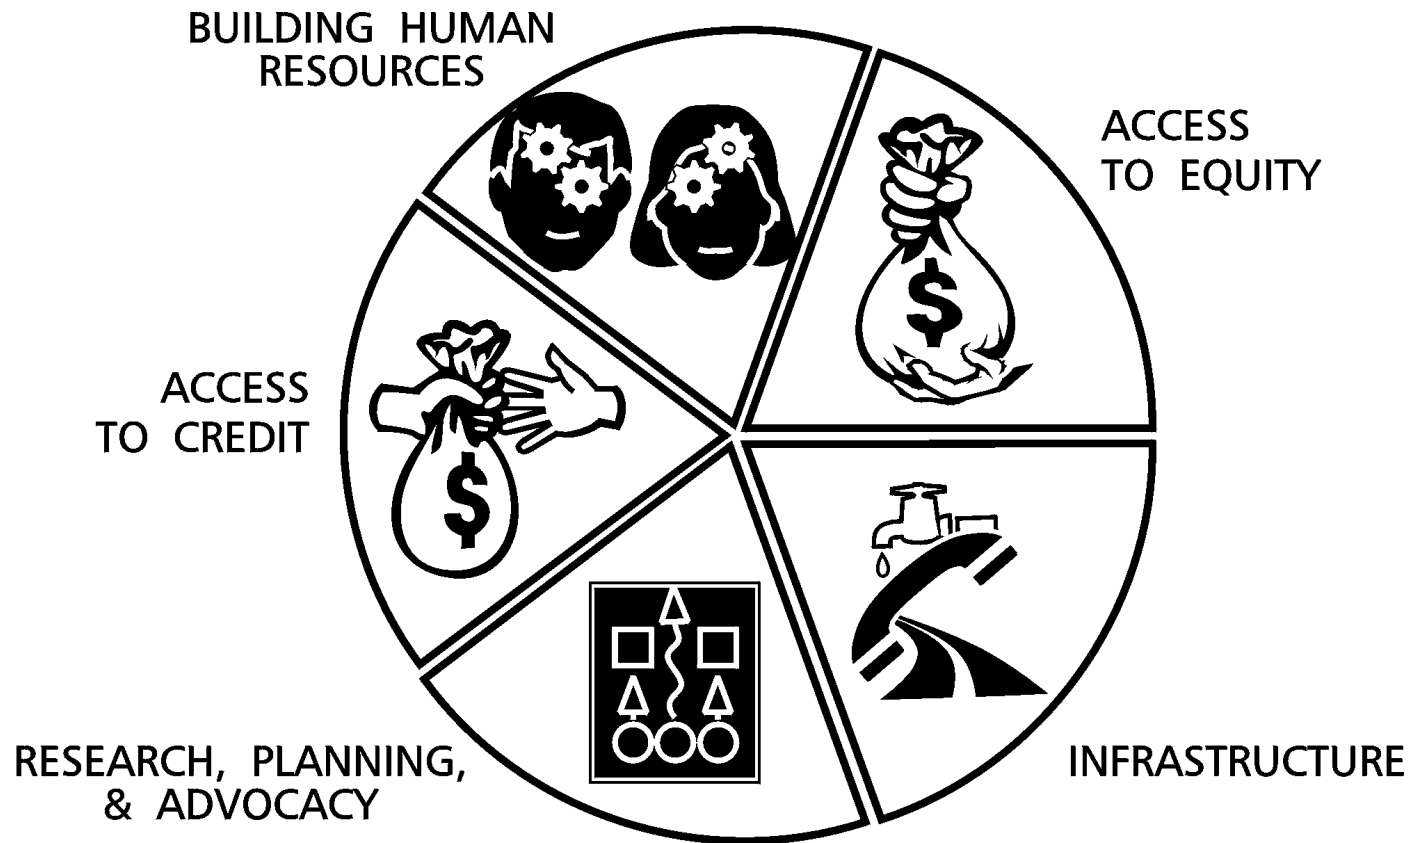 BUILDING HUMAN
RESOURCES
ACCESS
TO EQUITY
$
ACCESS
TO CREDIT
$
RESEARCH, PLANNING,
& ADVOCACY
INFRASTRUCTURE